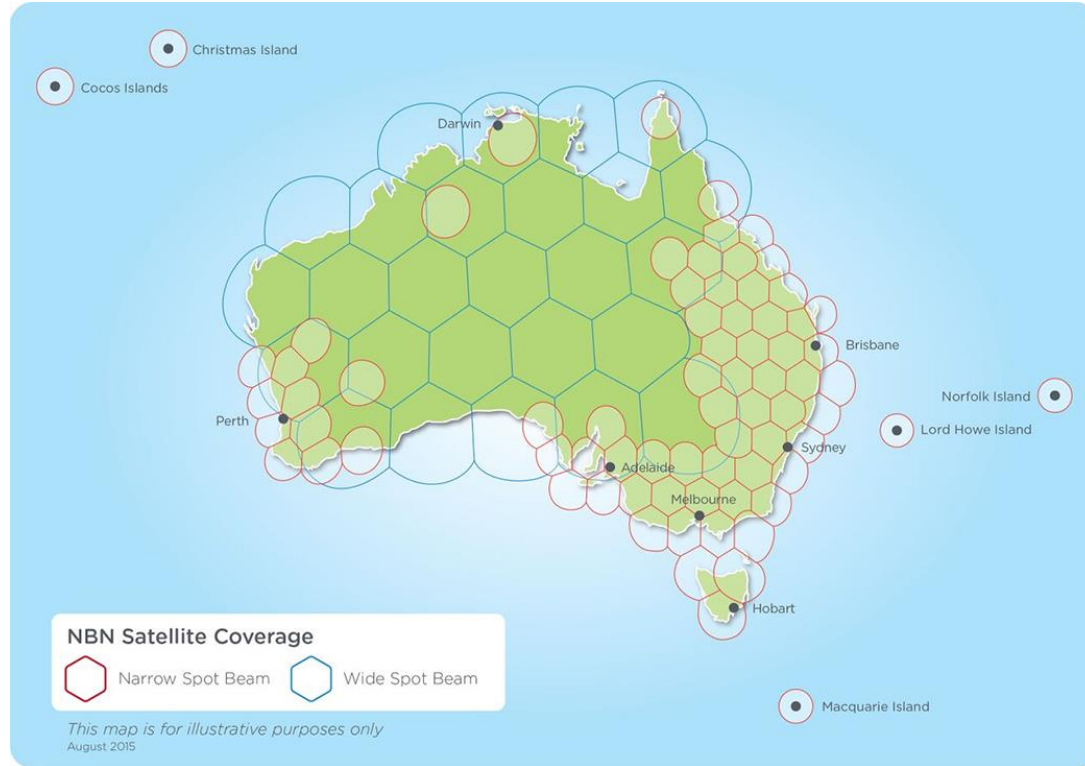 Christmas Island
Cocos Islands
Darwin
Brisbane
Norfolk Island
Lord Howe Island
Perth
Sydney
Adelaide
Melbourne
Hobart
NBN Satellite Coverage
Narrow Spot Beam
Wide Spot Beam
Macquarie Island
This map is for illustrative purposes only
August 2015